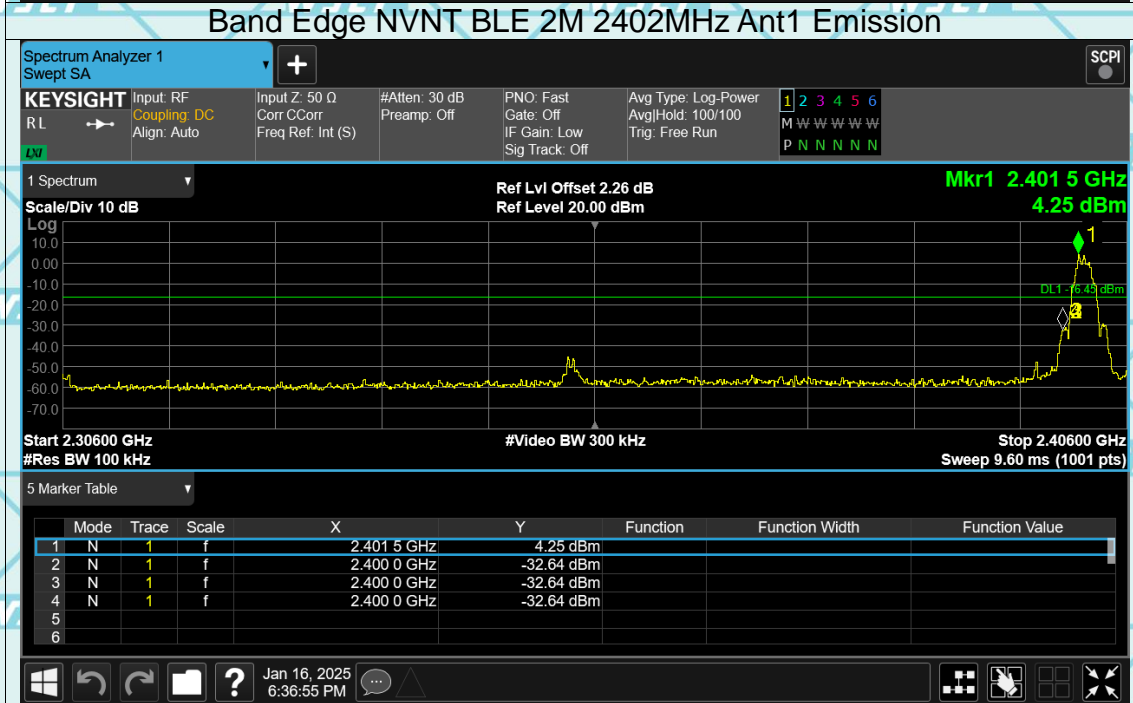 Band Edge NVNT BLE 2M 2402MHz Ant1 Emission
Spectrum Analyzer 1
Swept SA
+
SCPI
KEYSIGHT
RL
LXI
Input: RF
Coupling: DC
Align: Auto
Input Z: 50 Ω
Corr CCorr
Freq Ref: Int (S)
#Atten: 30 dB
Preamp: Off
PNO: Fast
Gate: Off
IF Gain: Low
Sig Track: Off
Avg Type: Log-Power
Avg|Hold: 100/100
Trig: Free Run
1 2 3 4 5 6
M W W W W W
P N N N N N
1 Spectrum
Scale/Div 10 dB
Ref Lvl Offset 2.26 dB
Ref Level 20.00 dBm
Mkr1 2.401 5 GHz
4.25 dBm
Log
10.0
0.00
-10.0
-20.0
-30.0
-40.0
-50.0
-60.0
-70.0
1
DL1 -16.45 dBm
Start 2.30600 GHz
#Res BW 100 kHz
#Video BW 300 kHz
Stop 2.40600 GHz
Sweep 9.60 ms (1001 pts)
5 Marker Table
Mode Trace Scale X Y Function Function Width Function Value
1 N 1 f 2.401 5 GHz 4.25 dBm
2 N 1 f 2.400 0 GHz -32.64 dBm
3 N 1 f 2.400 0 GHz -32.64 dBm
4 N 1 f 2.400 0 GHz -32.64 dBm
5
6
?
Jan 16, 2025
6:36:55 PM